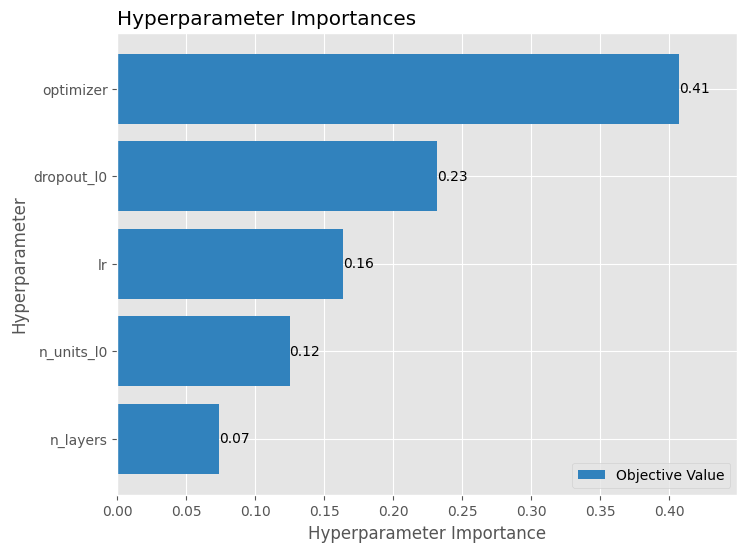 Hyperparameter Importances
Hyperparameter
optimizer
0.41
dropout_l0
0.23
lr
0.16
n_units_l0
0.12
n_layers
0.07
Objective Value
0.00 0.05 0.10 0.15 0.20 0.25 0.30 0.35 0.40
Hyperparameter Importance